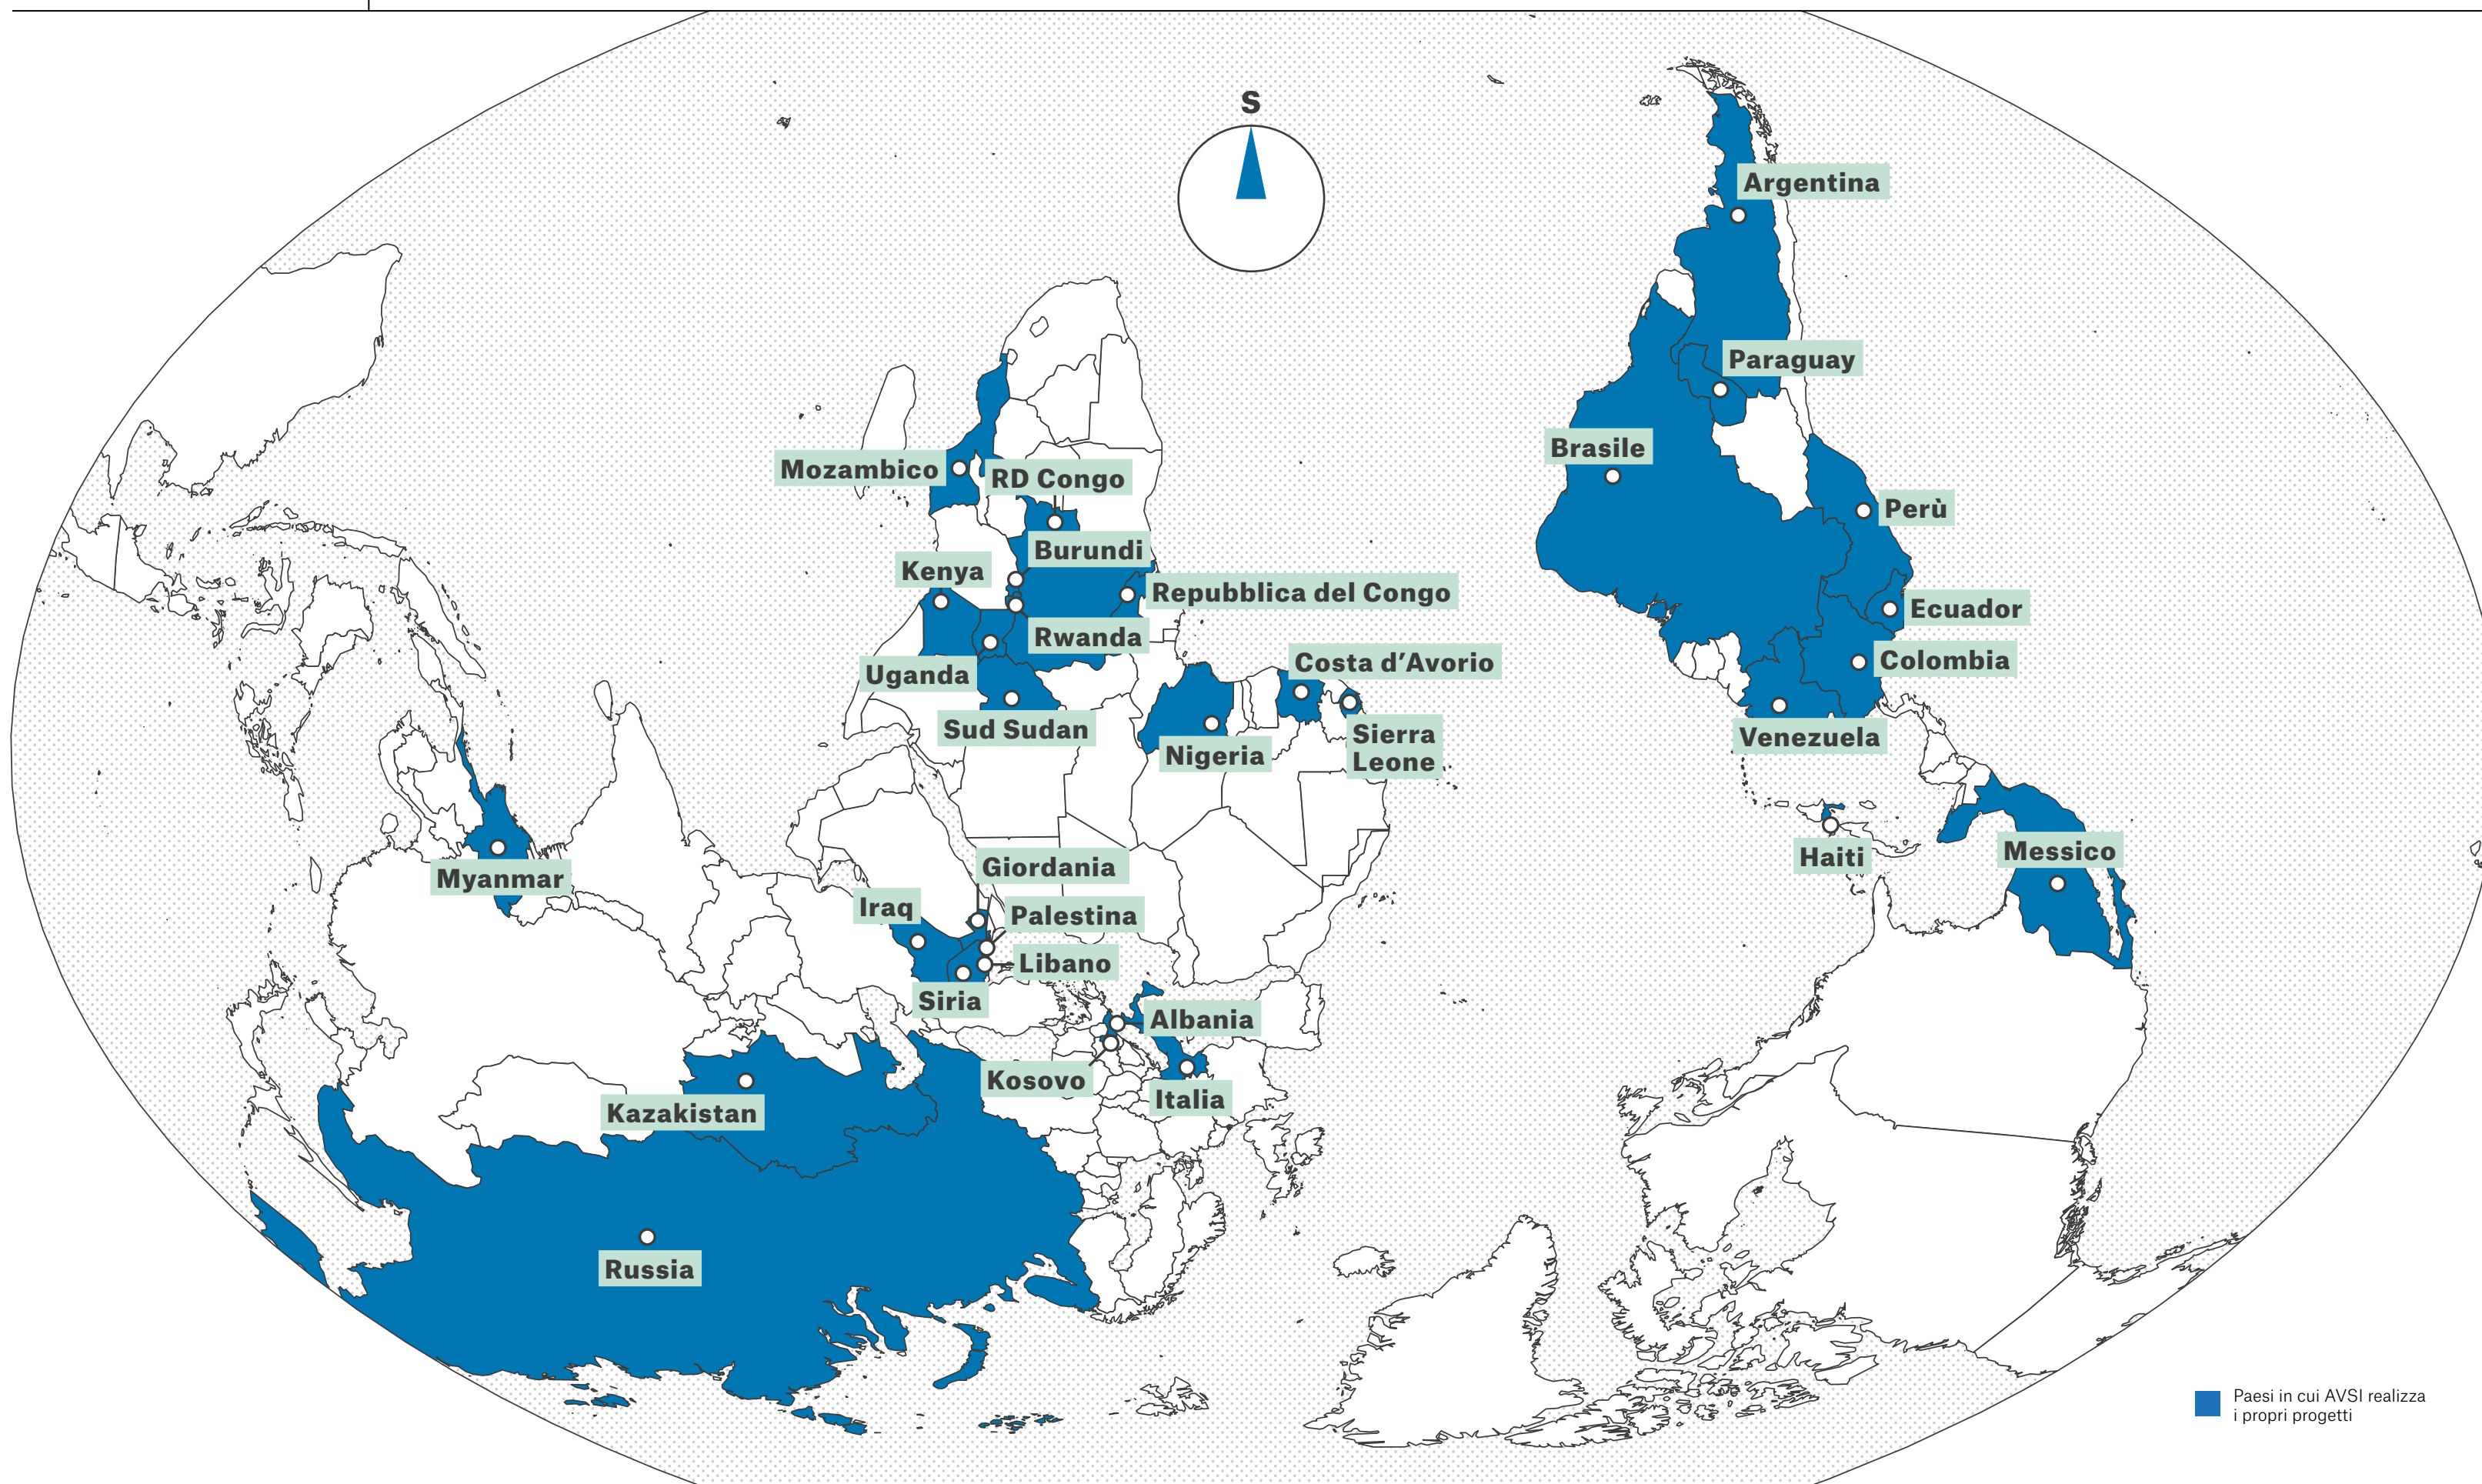 S
Argentina
Paraguay
Brasile
Mozambico
RD Congo
Perù
Burundi
Kenya
Repubblica del Congo
Ecuador
Rwanda
Costa d’Avorio
Colombia
Uganda
Sud Sudan
Nigeria
Sierra
Leone
Venezuela
Haiti
Messico
Giordania
Myanmar
Iraq
Palestina
Libano
Siria
Albania
Kosovo
Italia
Kazakistan
Russia
Paesi in cui AVSI realizza
i propri progetti